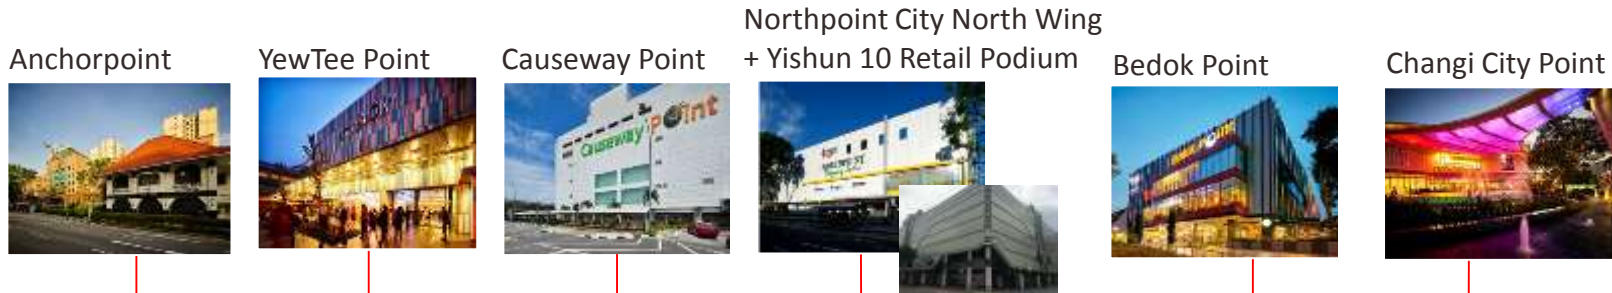 Northpoint City North Wing
Anchorpoint
YewTee Point
Causeway Point
+ Yishun 10 Retail Podium
Bedok Point
Changi City Point
Causeway Point